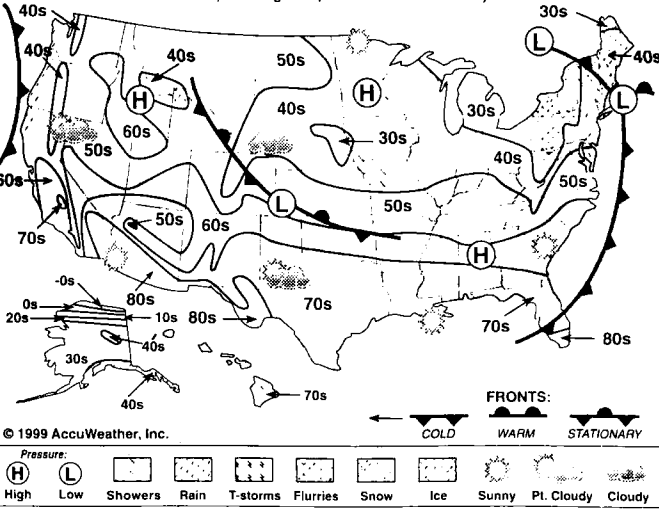 40s
30s
40s
40s
50s
L
40s
H
40s
H
30s
L
60s
30s
50s
40s
60s
50s
50s
L
50s
60s
70s
H
80s
70s
80s
70s
80s
-0s
0s
20s
10s
40s
30s
40s
70s
FRONTS:
COLD WARM STATIONARY
© 1999 AccuWeather, Inc.
Pressure:
H L
High Low Showers Rain T-storms Flurries Snow Ice Sunny Pt. Cloudy Cloudy